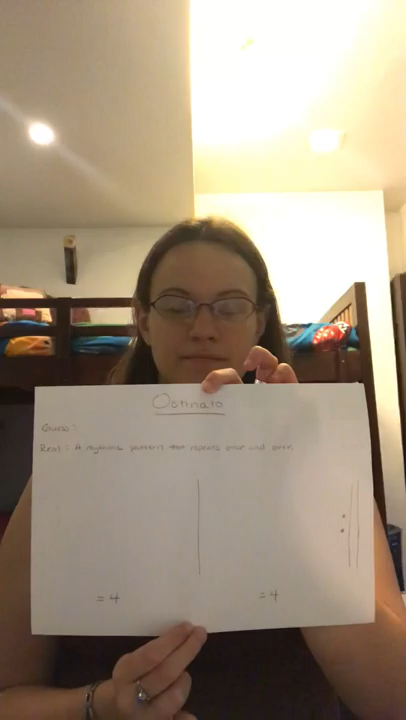 Ostinato
Guess:
Real: A rhythmic pattern that repeats over and over.
= 4 = 4